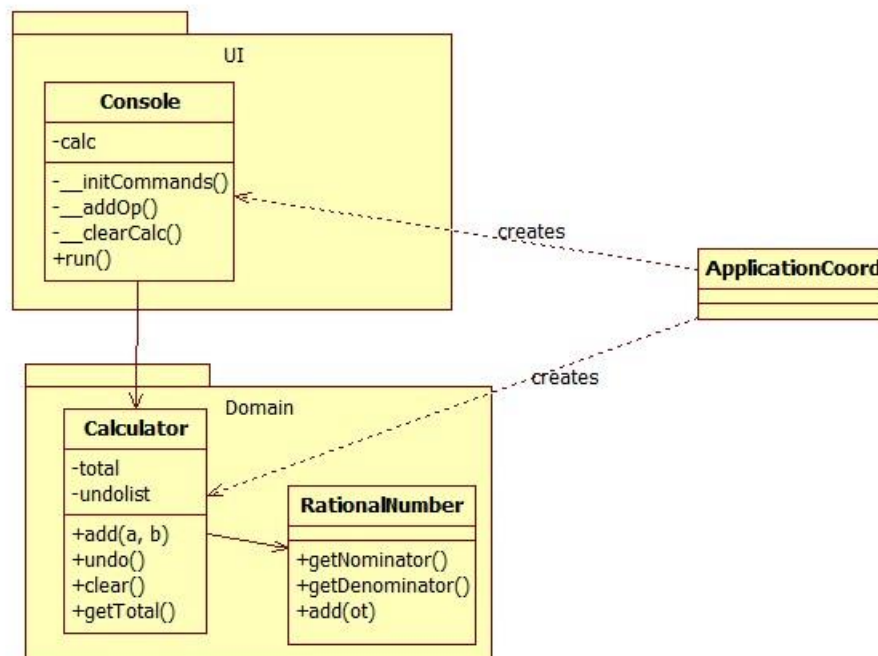 UI
Console
-calc
-__initCommands()
-__addOp()
-__clearCalc()
+run()
creates
ApplicationCoord
creates
Domain
Calculator
-total
-undolist
+add(a, b)
+undo()
+clear()
+getTotal()
RationalNumber
+getNominator()
+getDenominator()
+add(ot)